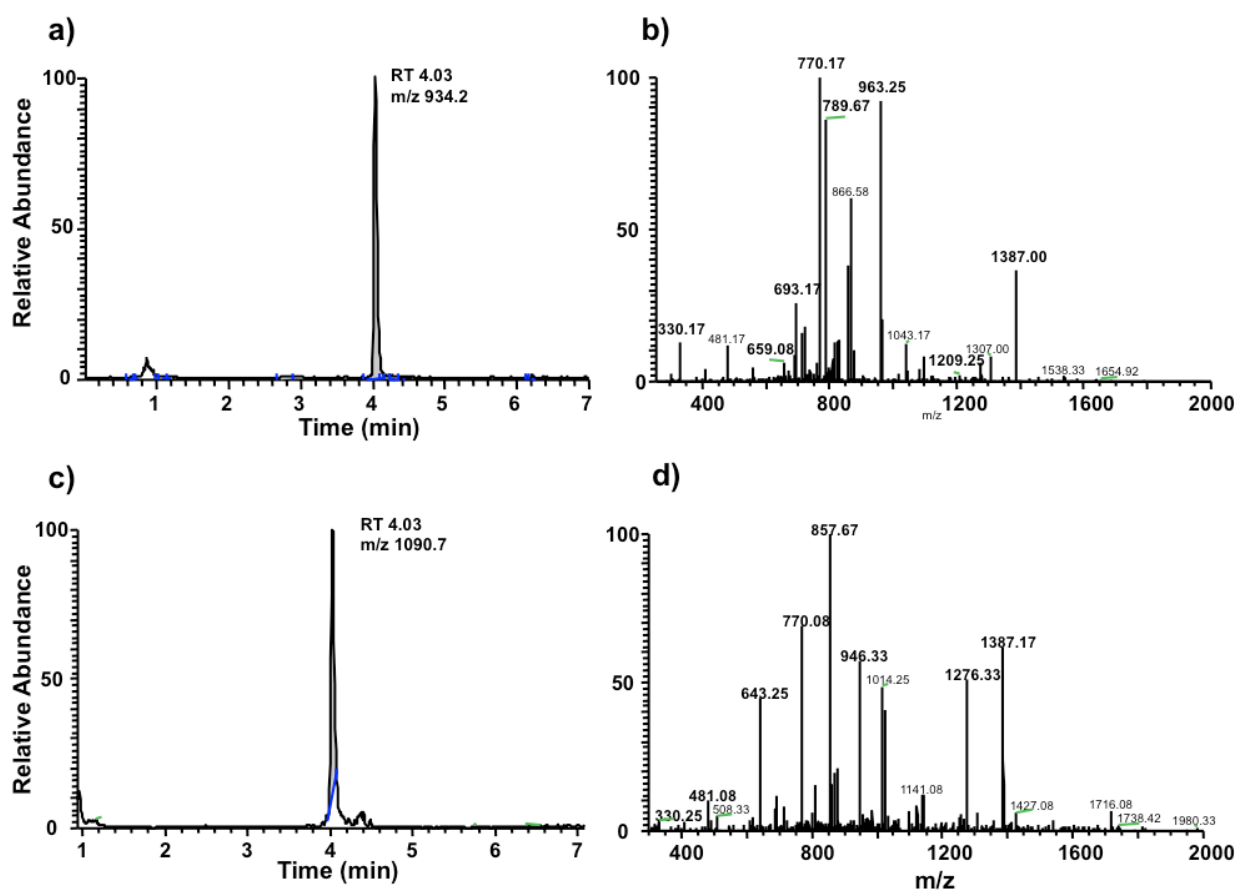 a)
RT 4.03
m/z 934.2
100
50
0
Relative Abundance
1 2 3 4 5 6 7
Time (min)
b)
770.17
963.25
789.67
866.58
1387.00
693.17
330.17
481.17
659.08
1043.17
1209.25
1307.00
1538.33
1654.92
100
50
0
400 800 1200 1600 2000
m/z
c)
RT 4.03
m/z 1090.7
100
50
0
Relative Abundance
1 2 3 4 5 6 7
Time (min)
d)
857.67
770.08
946.33
1014.25
1387.17
1276.33
643.25
481.08
508.33
330.25
1141.08
1427.08
1716.08
1738.42
1980.33
100
50
0
400 800 1200 1600 2000
m/z